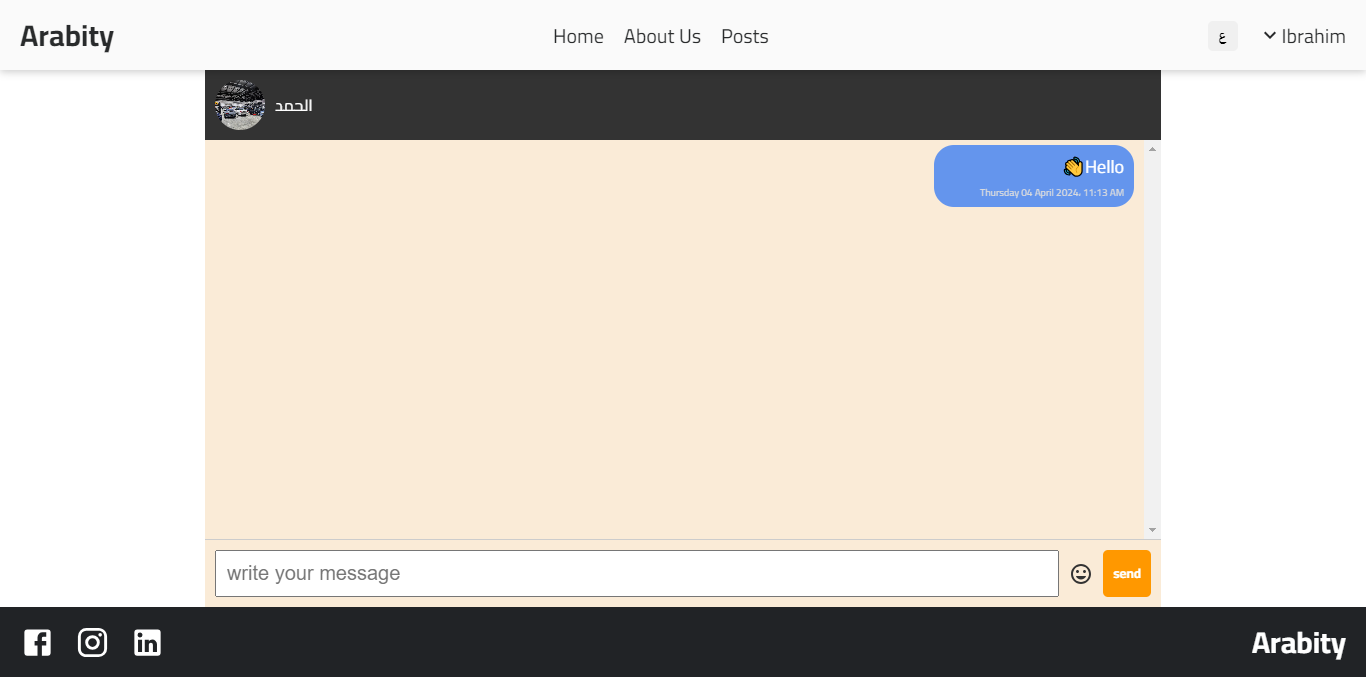 Arabity
Home About Us Posts
ع
Ibrahim
الحمد
👋Hello
Thursday 04 April 2024، 11:13 AM
write your message
send
Arabity